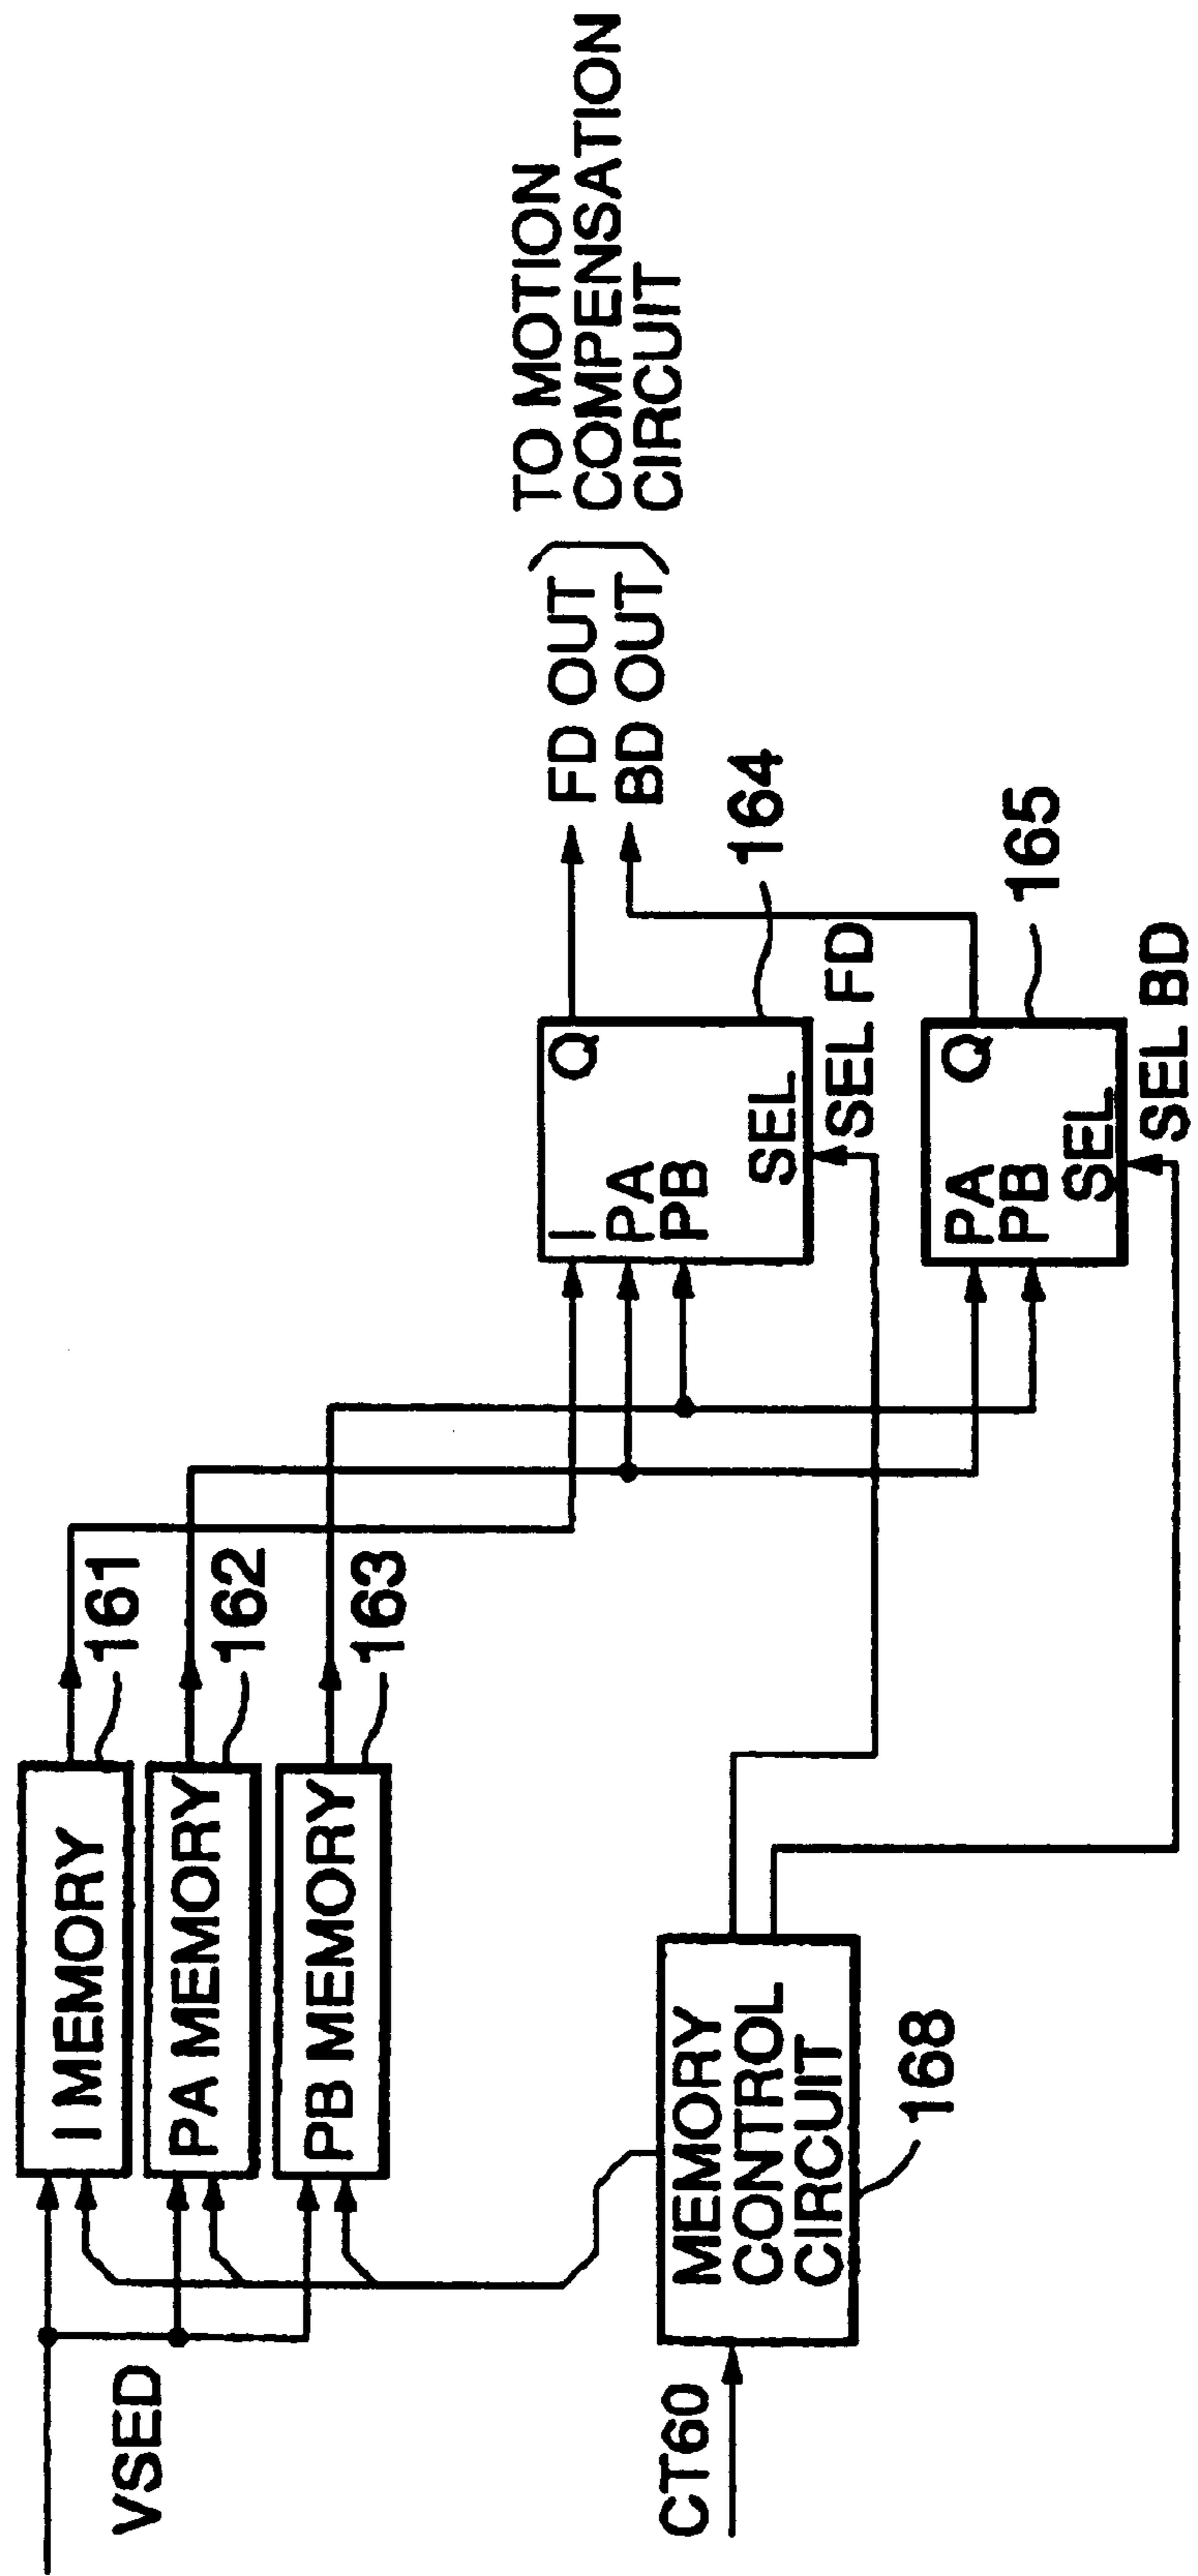 VSED
I MEMORY
161
PA MEMORY
162
PB MEMORY
163
CT60
MEMORY
CONTROL
CIRCUIT
168
I
PA
PB
Q
SEL
164
SEL FD
PA
PB
Q
SEL
165
SEL BD
FD OUT
BD OUT
TO MOTION
COMPENSATION
CIRCUIT